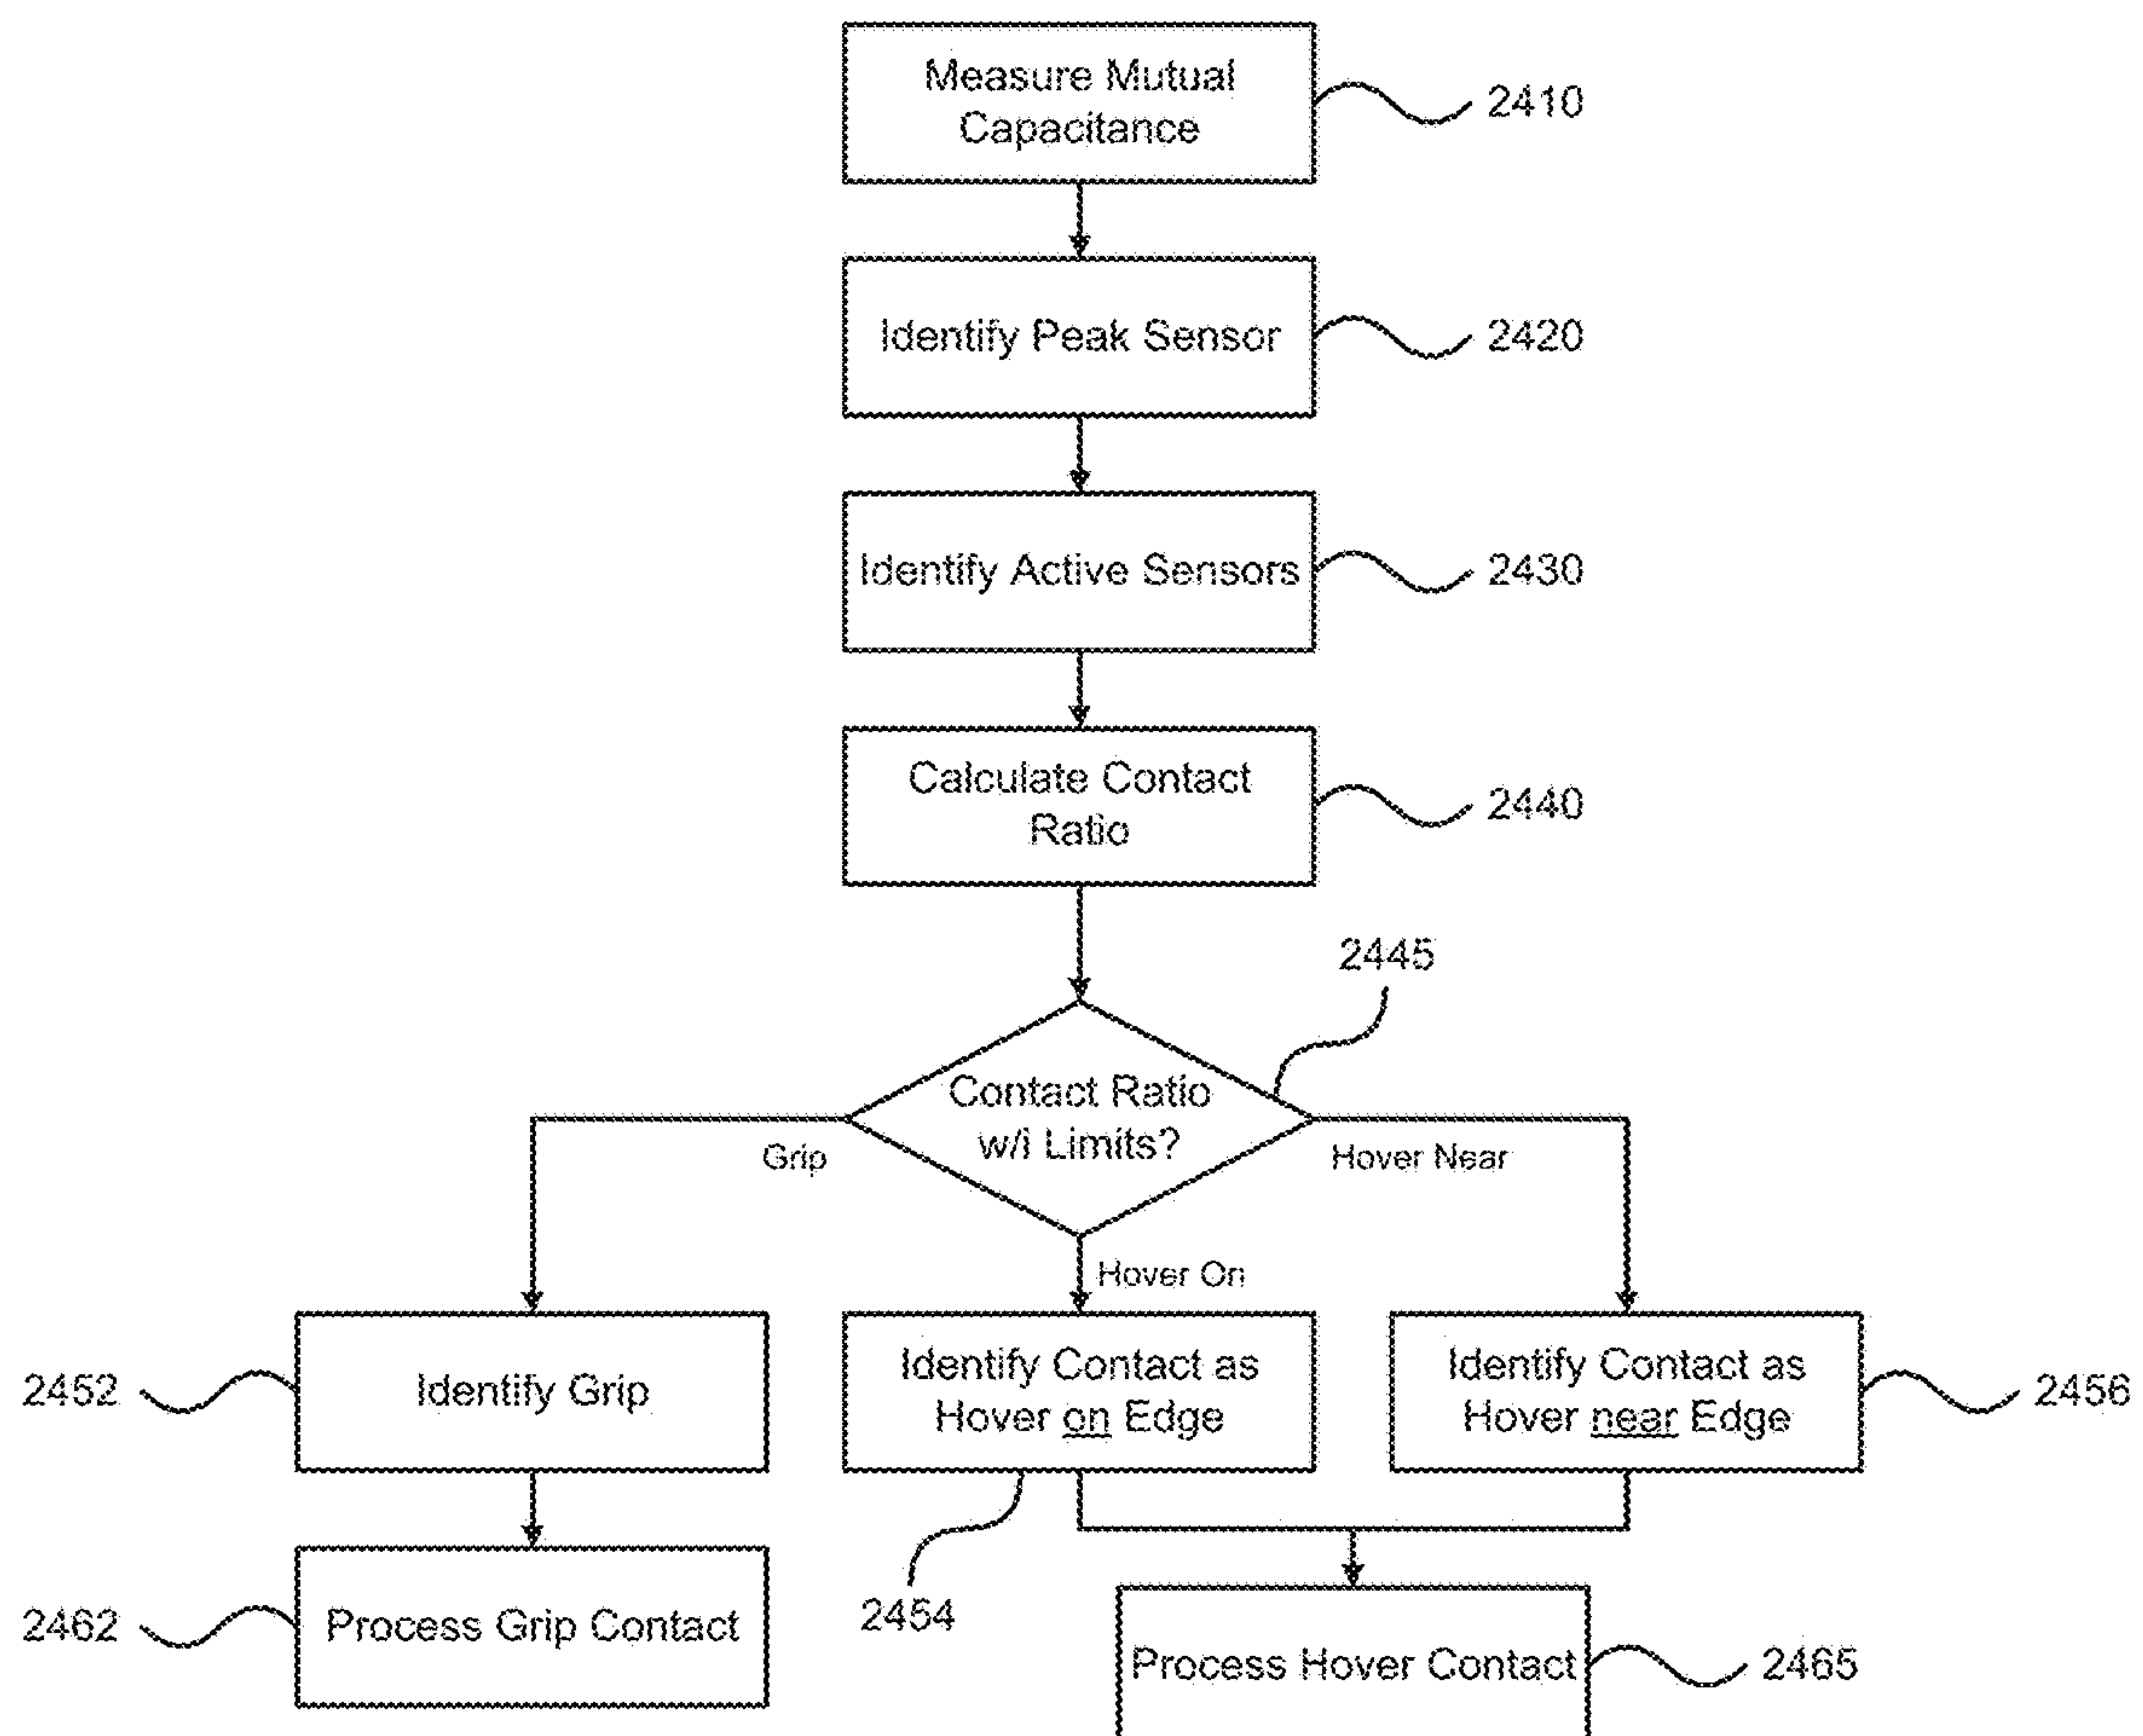 Measure Mutual
Capacitance
2410
Identify Peak Sensor
2420
Identify Active Sensors
2430
Calculate Contact
Ratio
2440
2445
Contact Ratio
w/i Limits?
Grip
Hover Near
Hover On
2452
Identify Grip
Identify Contact as
Hover on Edge
Identify Contact as
Hover near Edge
2456
2454
2462
Process Grip Contact
Process Hover Contact
2465